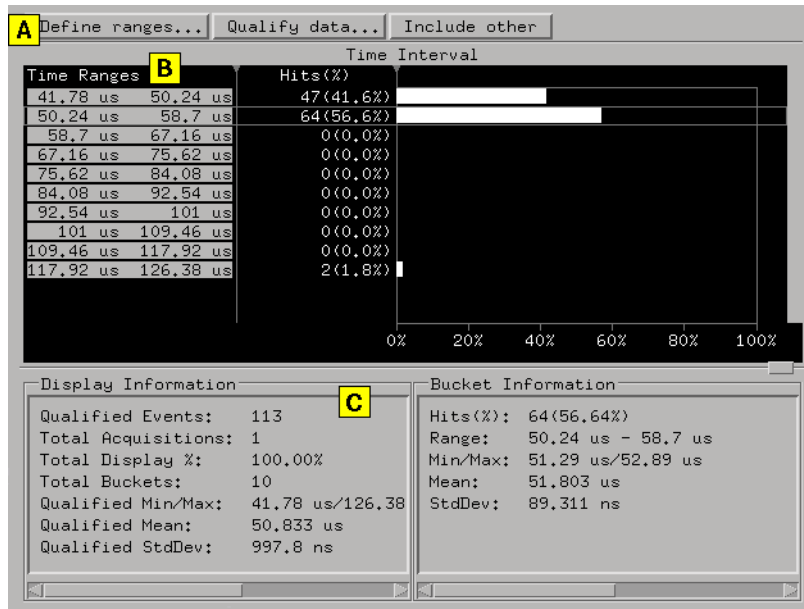 A Define ranges... Qualify data... Include other
Time Interval
Time Ranges B Hits(%)
41.78 us 50.24 us 47(41.6%)
50.24 us 58.7 us 64(56.6%)
58.7 us 67.16 us 0(0.0%)
67.16 us 75.62 us 0(0.0%)
75.62 us 84.08 us 0(0.0%)
84.08 us 92.54 us 0(0.0%)
92.54 us 101 us 0(0.0%)
101 us 109.46 us 0(0.0%)
109.46 us 117.92 us 0(0.0%)
117.92 us 126.38 us 2(1.8%)
0% 20% 40% 60% 80% 100%
Display Information
C
Qualified Events: 113
Total Acquisitions: 1
Total Display %: 100.00%
Total Buckets: 10
Qualified Min/Max: 41.78 us/126.38
Qualified Mean: 50.833 us
Qualified StdDev: 997.8 ns
Bucket Information
Hits(%): 64(56.64%)
Range: 50.24 us - 58.7 us
Min/Max: 51.29 us/52.89 us
Mean: 51.803 us
StdDev: 89.311 ns